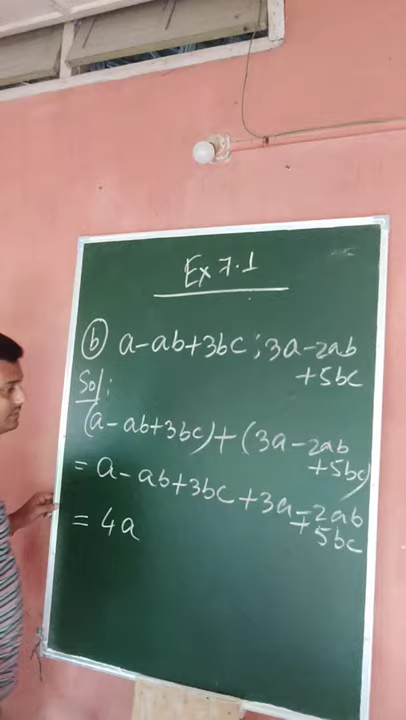 Ex 7.1
(b) a-ab+3bc ; 3a-2ab
+5bc
Sol:
(a-ab+3bc)+(3a-2ab
+5bc)
= a-ab+3bc+3a-2ab
+5bc
= 4a